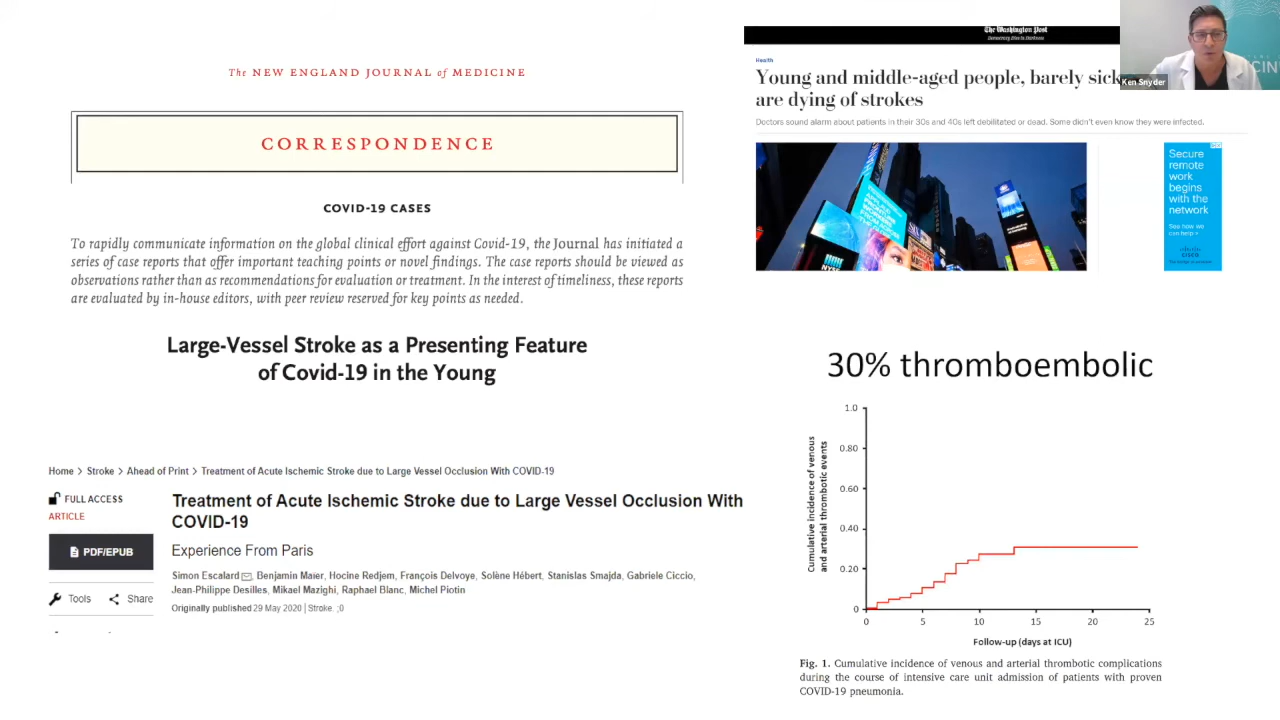 The NEW ENGLAND JOURNAL of MEDICINE
CORRESPONDENCE
COVID-19 CASES
To rapidly communicate information on the global clinical effort against Covid-19, the Journal has initiated a
series of case reports that offer important teaching points or novel findings. The case reports should be viewed as
observations rather than as recommendations for evaluation or treatment. In the interest of timeliness, these reports
are evaluated by in-house editors, with peer review reserved for key points as needed.
Large-Vessel Stroke as a Presenting Feature
of Covid-19 in the Young
Home > Stroke > Ahead of Print > Treatment of Acute Ischemic Stroke due to Large Vessel Occlusion With COVID-19
FULL ACCESS
ARTICLE
PDF/EPUB
Tools
Share
Treatment of Acute Ischemic Stroke due to Large Vessel Occlusion With
COVID-19
Experience From Paris
Simon Escalard, Benjamin Maier, Hocine Redjem, François Delvoye, Solène Hébert, Stanislas Smajda, Gabriele Ciccio,
Jean-Philippe Desilles, Mikael Mazighi, Raphael Blanc, Michel Piotin
Originally published 29 May 2020 | Stroke. ;0
The Washington Post
Democracy Dies in Darkness
Health
Young and middle-aged people, barely sick
are dying of strokes
Doctors sound alarm about patients in their 30s and 40s left debilitated or dead. Some didn't even know they were infected.
Secure
remote
work
begins
with the
network
See how we
can help
CISCO
Ken Snyder
CIN
30% thromboembolic
Cumulative incidence of venous
and arterial thrombotic events
1.0
0.80
0.60
0.40
0.20
0
0 5 10 15 20 25
Follow-up (days at ICU)
Fig. 1. Cumulative incidence of venous and arterial thrombotic complications
during the course of intensive care unit admission of patients with proven
COVID-19 pneumonia.